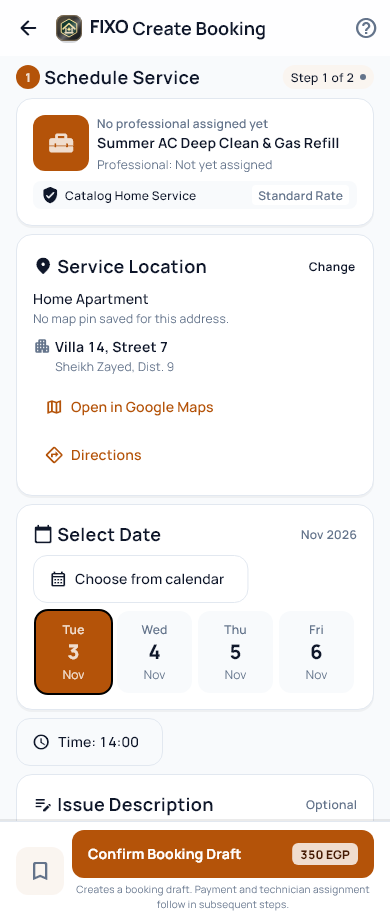 FIXO Create Booking
1 Schedule Service Step 1 of 2
No professional assigned yet
Summer AC Deep Clean & Gas Refill
Professional: Not yet assigned
Catalog Home Service Standard Rate
Service Location Change
Home Apartment
No map pin saved for this address.
Villa 14, Street 7
Sheikh Zayed, Dist. 9
Open in Google Maps
Directions
Select Date Nov 2026
Choose from calendar
Tue Wed Thu Fri
3 4 5 6
Nov Nov Nov Nov
Time: 14:00
Issue Description Optional
Confirm Booking Draft 350 EGP
Creates a booking draft. Payment and technician assignment
follow in subsequent steps.